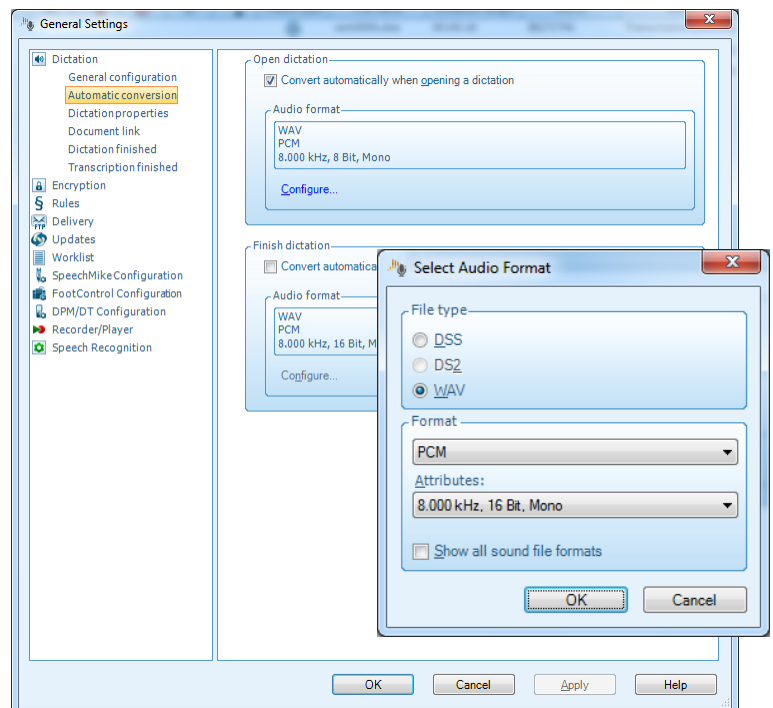 General Settings
Dictation
General configuration
Automatic conversion
Dictation properties
Document link
Dictation finished
Transcription finished
Encryption
Rules
FTP
Delivery
Updates
Worklist
SpeechMike Configuration
FootControl Configuration
DPM/DT Configuration
Recorder/Player
Speech Recognition
Open dictation
Convert automatically when opening a dictation
Audio format
WAV
PCM
8.000 kHz, 8 Bit, Mono
Configure...
Finish dictation
Convert automatica
Audio format
WAV
PCM
8.000 kHz, 16 Bit, M
Configure...
Select Audio Format
File type
DSS
DS2
WAV
Format
PCM
Attributes:
8.000 kHz, 16 Bit, Mono
Show all sound file formats
OK Cancel
OK Cancel Apply Help